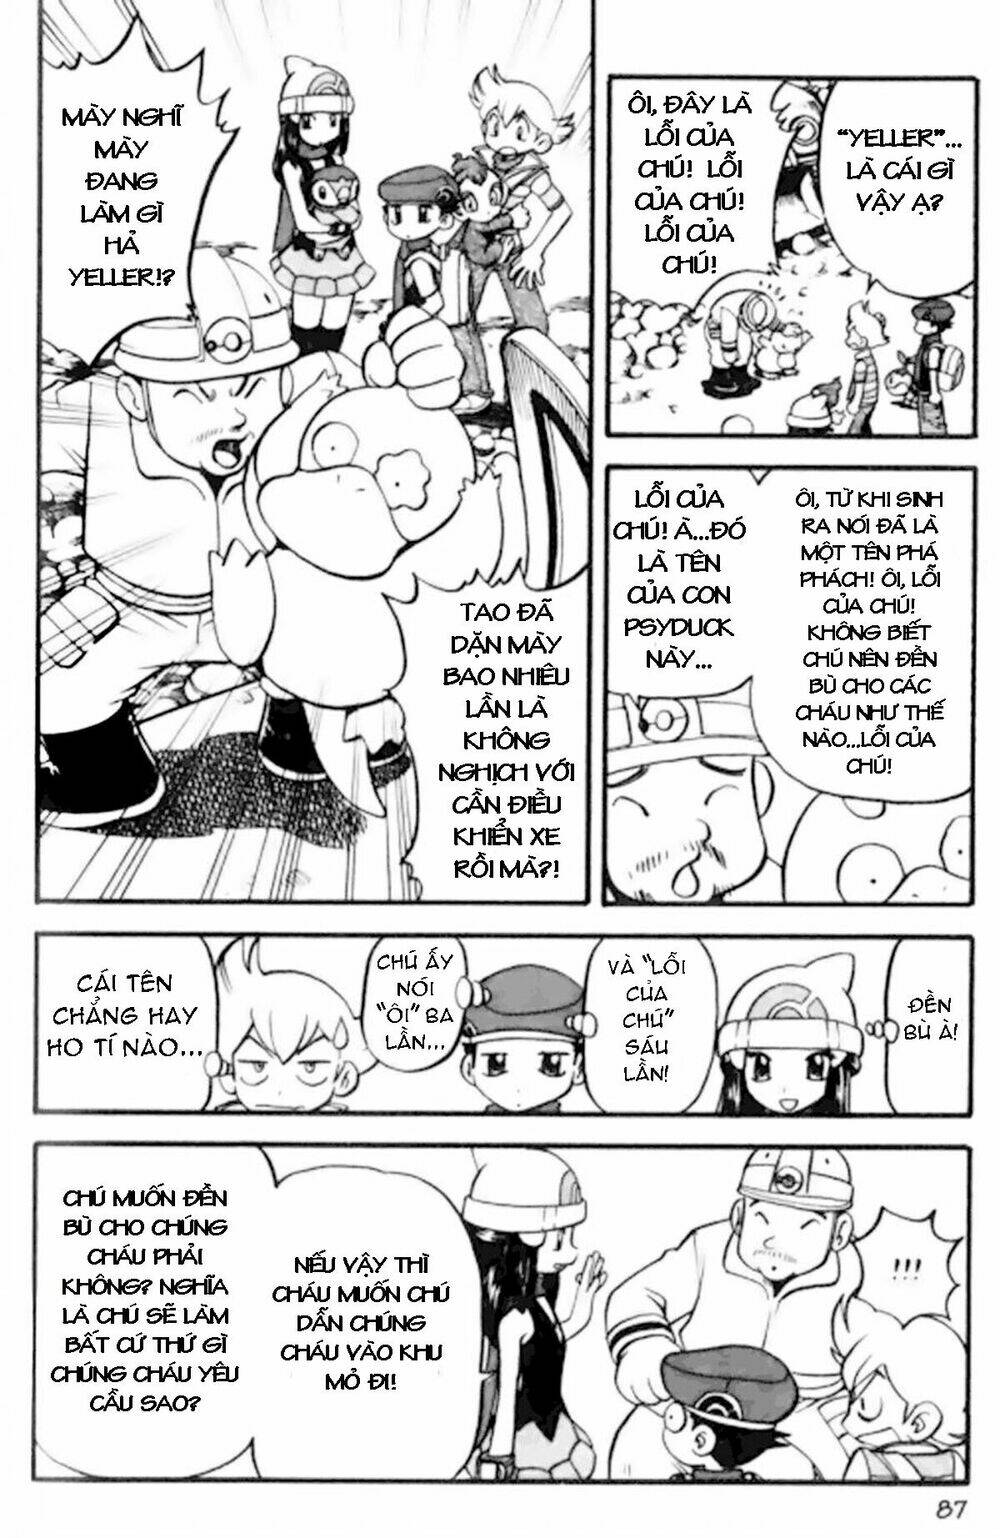 MÀY NGHĨ
MÀY
ĐANG
LÀM GÌ
HẢ
YELLER!?
TAO ĐÃ
DẶN MÀY
BAO NHIÊU
LẦN LÀ
KHÔNG
NGHỊCH VỚI
CẦN ĐIỀU
KHIỂN XE
RỒI MÀ?!
ÔI, ĐÂY LÀ
LỖI CỦA
CHÚ! LỖI
CỦA CHÚ!
LỖI CỦA
CHÚ!
"YELLER"...
LÀ CÁI GÌ
VẬY Ạ?
LỖI CỦA
CHÚ! À...ĐÓ
LÀ TÊN
CỦA CON
PSYDUCK
NÀY...
ÔI, TỪ KHI SINH
RA NÓI ĐÃ LÀ
MỘT TÊN PHÁ
PHÁCH! ÔI, LỖI
CỦA CHÚ!
KHÔNG BIẾT
CHÚ NÊN ĐỀN
BÙ CHO CÁC
CHÁU NHƯ THẾ
NÀO...LỖI CỦA
CHÚ!
CÁI TÊN
CHẲNG HAY
HO TÍ NÀO...
CHÚ ẤY
NÓI
"ÔI" BA
LẦN...
VÀ "LỖI
CỦA
CHÚ"
SÁU
LẦN!
ĐỀN
BÙ À!
CHÚ MUỐN ĐỀN
BÙ CHO CHÚNG
CHÁU PHẢI
KHÔNG? NGHĨA
LÀ CHÚ SẼ LÀM
BẤT CỨ THỨ GÌ
CHÚNG CHÁU YÊU
CẦU SAO?
NẾU VẬY THÌ
CHÁU MUỐN CHÚ
DẪN CHÚNG
CHÁU VÀO KHU
MỎ ĐI!
!!!
87